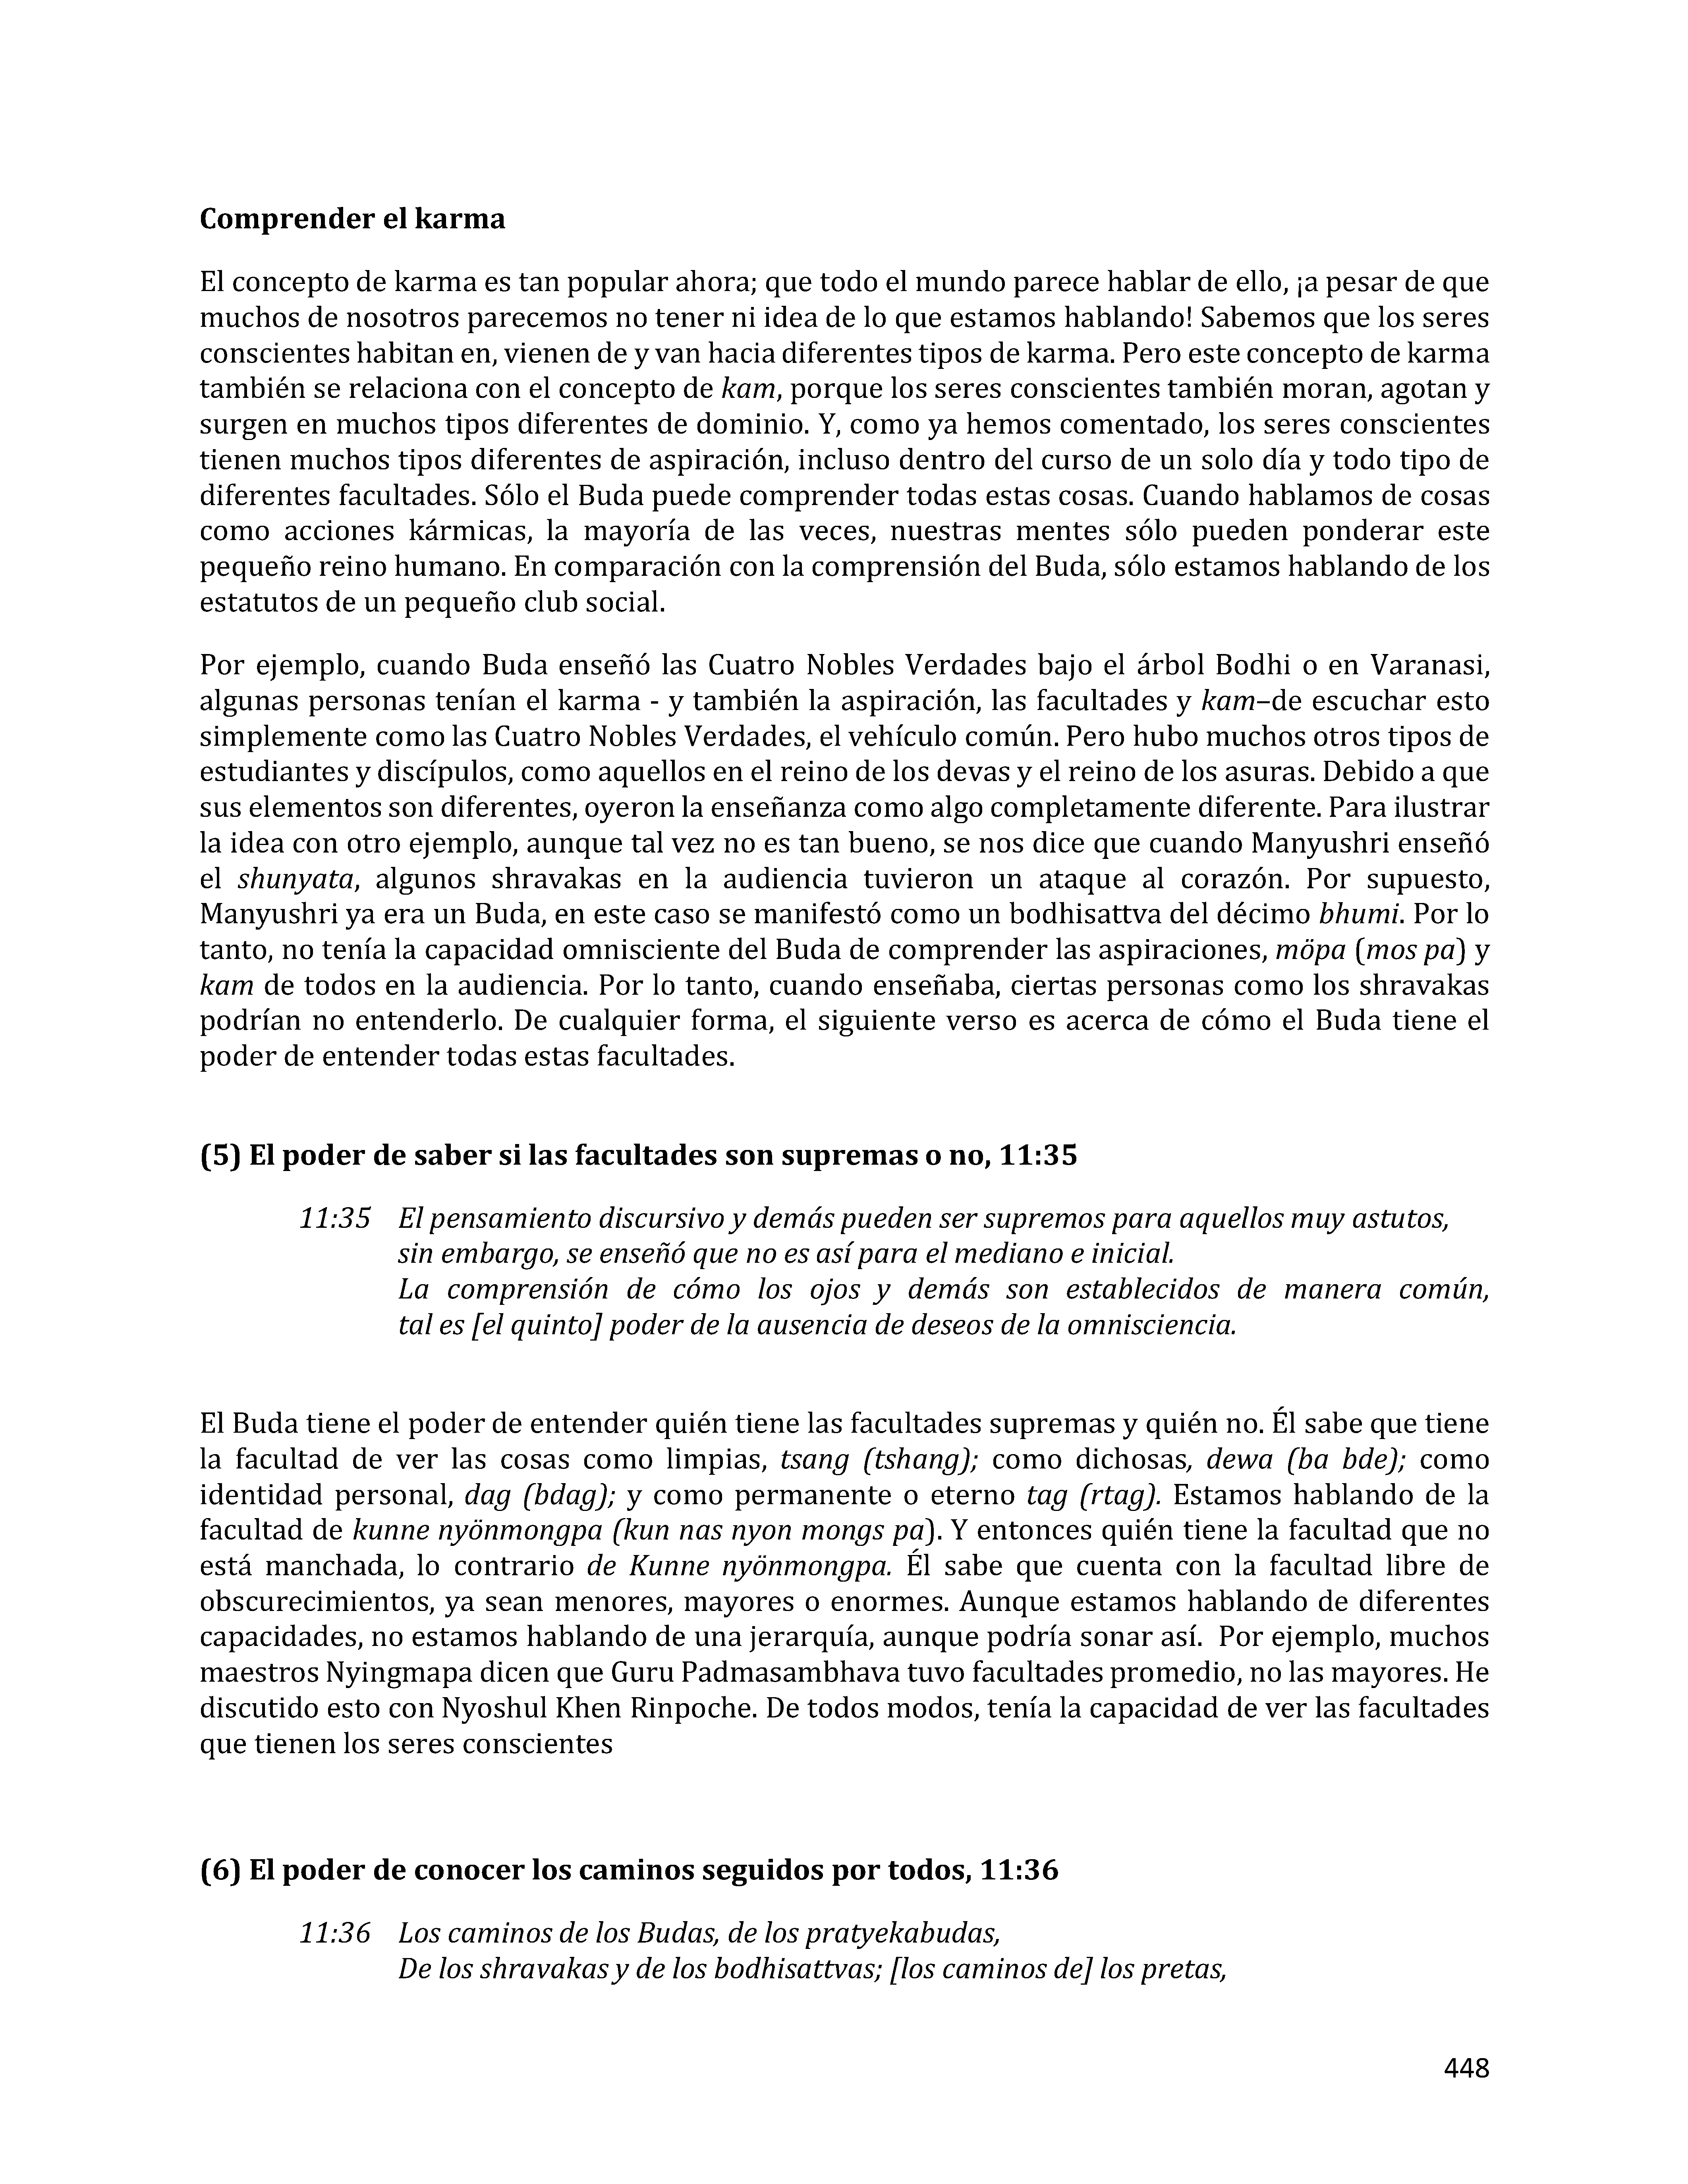 Comprender el karma
El concepto de karma es tan popular ahora; que todo el mundo parece hablar de ello, ¡a pesar de que
muchos de nosotros parecemos no tener ni idea de lo que estamos hablando! Sabemos que los seres
conscientes habitan en, vienen de y van hacia diferentes tipos de karma. Pero este concepto de karma
también se relaciona con el concepto de kam, porque los seres conscientes también moran, agotan y
surgen en muchos tipos diferentes de dominio. Y, como ya hemos comentado, los seres conscientes
tienen muchos tipos diferentes de aspiración, incluso dentro del curso de un solo día y todo tipo de
diferentes facultades. Sólo el Buda puede comprender todas estas cosas. Cuando hablamos de cosas
como acciones kármicas, la mayoría de las veces, nuestras mentes sólo pueden ponderar este
pequeño reino humano. En comparación con la comprensión del Buda, sólo estamos hablando de los
estatutos de un pequeño club social.
Por ejemplo, cuando Buda enseñó las Cuatro Nobles Verdades bajo el árbol Bodhi o en Varanasi,
algunas personas tenían el karma - y también la aspiración, las facultades y kam–de escuchar esto
simplemente como las Cuatro Nobles Verdades, el vehículo común. Pero hubo muchos otros tipos de
estudiantes y discípulos, como aquellos en el reino de los devas y el reino de los asuras. Debido a que
sus elementos son diferentes, oyeron la enseñanza como algo completamente diferente. Para ilustrar
la idea con otro ejemplo, aunque tal vez no es tan bueno, se nos dice que cuando Manyushri enseñó
el shunyata, algunos shravakas en la audiencia tuvieron un ataque al corazón. Por supuesto,
Manyushri ya era un Buda, en este caso se manifestó como un bodhisattva del décimo bhumi. Por lo
tanto, no tenía la capacidad omnisciente del Buda de comprender las aspiraciones, möpa (mos pa) y
kam de todos en la audiencia. Por lo tanto, cuando enseñaba, ciertas personas como los shravakas
podrían no entenderlo. De cualquier forma, el siguiente verso es acerca de cómo el Buda tiene el
poder de entender todas estas facultades.
(5) El poder de saber si las facultades son supremas o no, 11:35
11:35 El pensamiento discursivo y demás pueden ser supremos para aquellos muy astutos,
sin embargo, se enseñó que no es así para el mediano e inicial.
La comprensión de cómo los ojos y demás son establecidos de manera común,
tal es [el quinto] poder de la ausencia de deseos de la omnisciencia.
El Buda tiene el poder de entender quién tiene las facultades supremas y quién no. Él sabe que tiene
la facultad de ver las cosas como limpias, tsang (tshang); como dichosas, dewa (ba bde); como
identidad personal, dag (bdag); y como permanente o eterno tag (rtag). Estamos hablando de la
facultad de kunne nyönmongpa (kun nas nyon mongs pa). Y entonces quién tiene la facultad que no
está manchada, lo contrario de Kunne nyönmongpa. Él sabe que cuenta con la facultad libre de
obscurecimientos, ya sean menores, mayores o enormes. Aunque estamos hablando de diferentes
capacidades, no estamos hablando de una jerarquía, aunque podría sonar así. Por ejemplo, muchos
maestros Nyingmapa dicen que Guru Padmasambhava tuvo facultades promedio, no las mayores. He
discutido esto con Nyoshul Khen Rinpoche. De todos modos, tenía la capacidad de ver las facultades
que tienen los seres conscientes
(6) El poder de conocer los caminos seguidos por todos, 11:36
11:36 Los caminos de los Budas, de los pratyekabudas,
De los shravakas y de los bodhisattvas; [los caminos de] los pretas,
448